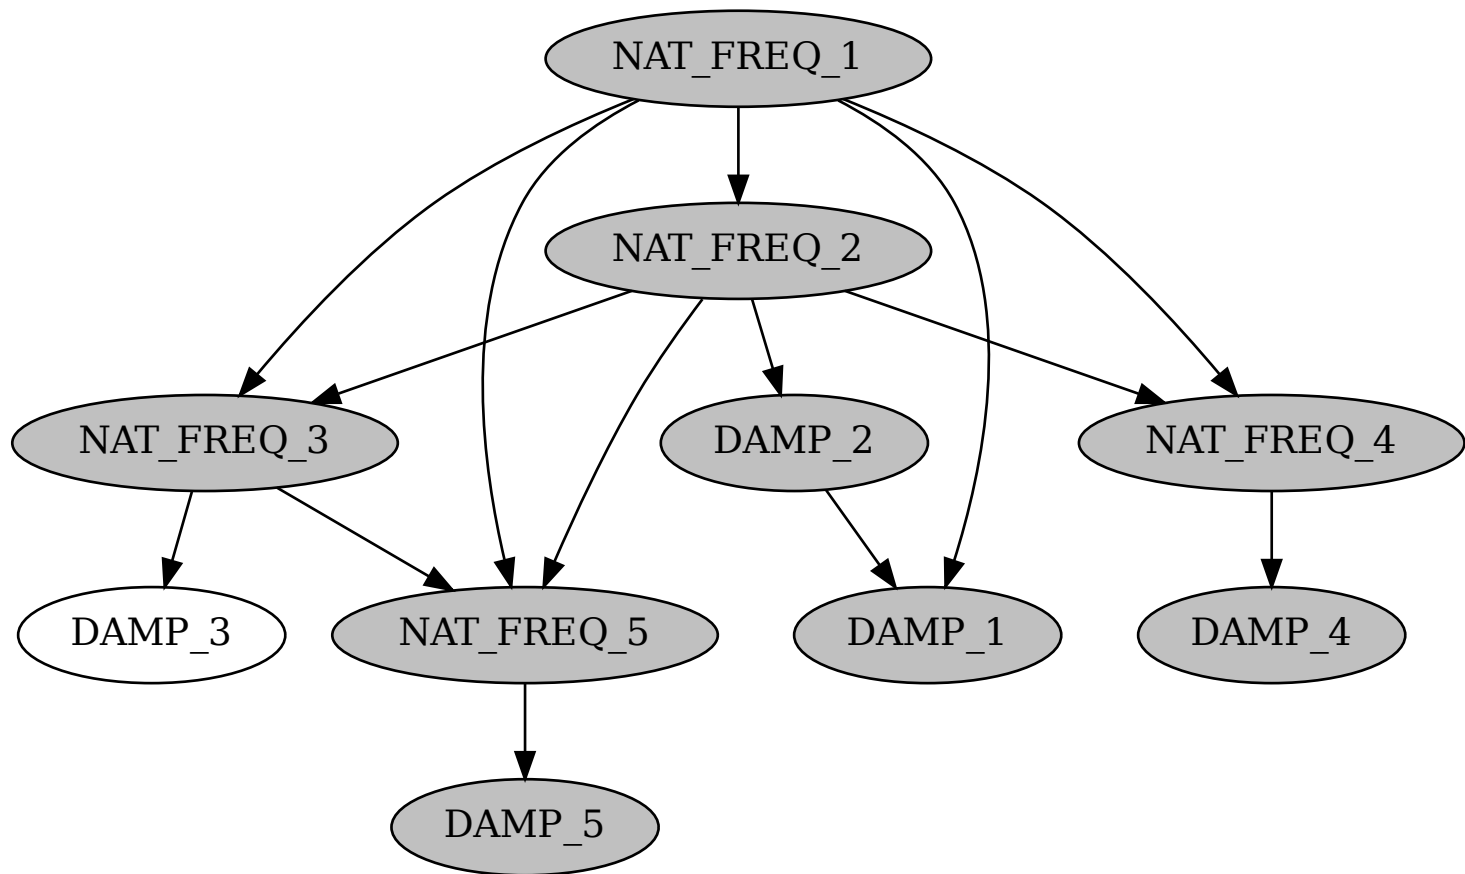 NAT_FREQ_1
NAT_FREQ_2
NAT_FREQ_3
DAMP_2
NAT_FREQ_4
DAMP_3
NAT_FREQ_5
DAMP_1
DAMP_4
DAMP_5